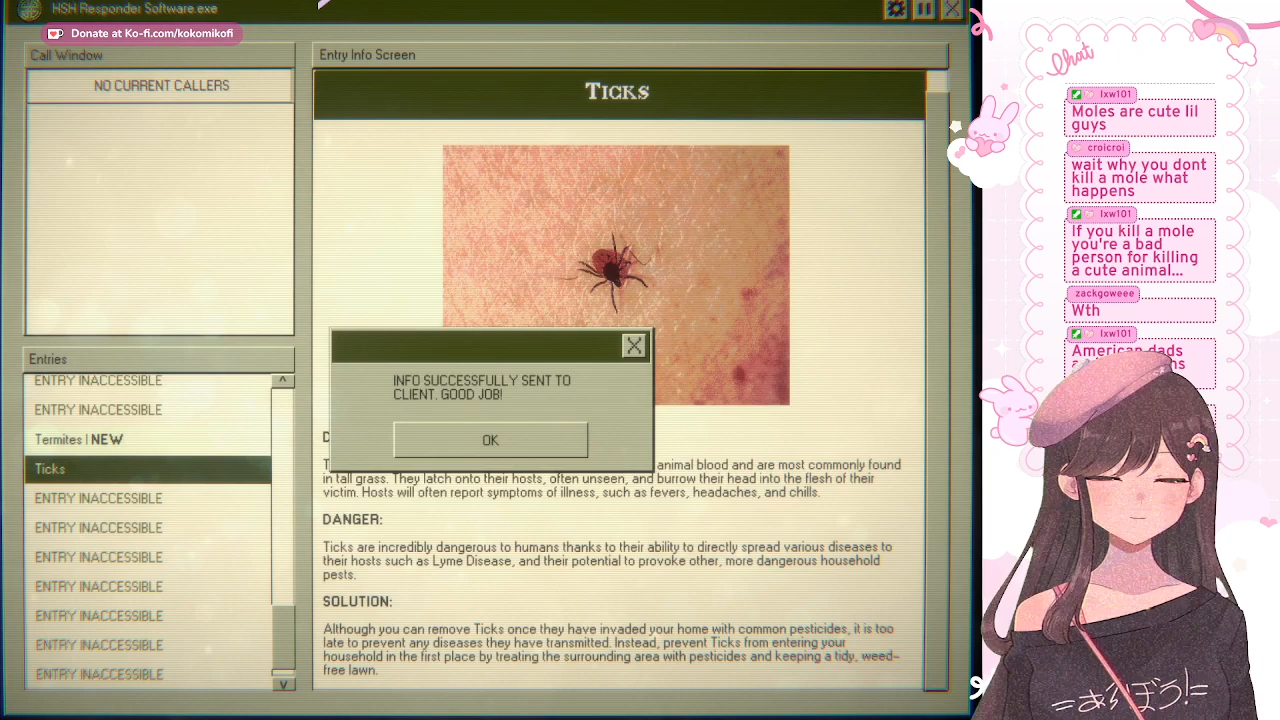 HSH Responder Software.exe
Donate at Ko-fi.com/kokomikofi
Call Window
NO CURRENT CALLERS
Entries
ENTRY INACCESSIBLE
ENTRY INACCESSIBLE
Termites | NEW
Ticks
ENTRY INACCESSIBLE
ENTRY INACCESSIBLE
ENTRY INACCESSIBLE
ENTRY INACCESSIBLE
ENTRY INACCESSIBLE
ENTRY INACCESSIBLE
ENTRY INACCESSIBLE
Entry Info Screen
TICKS
INFO SUCCESSFULLY SENT TO
CLIENT. GOOD JOB!
OK
animal blood and are most commonly found
in tall grass. They latch onto their hosts, often unseen, and burrow their head into the flesh of their
victim. Hosts will often report symptoms of illness, such as fevers, headaches, and chills.
DANGER:
Ticks are incredibly dangerous to humans thanks to their ability to directly spread various diseases to
their hosts such as Lyme Disease, and their potential to provoke other, more dangerous household
pests.
SOLUTION:
Although you can remove Ticks once they have invaded your home with common pesticides, it is too
late to prevent any diseases they have transmitted. Instead, prevent Ticks from entering your
household in the first place by treating the surrounding area with pesticides and keeping a tidy, weed-
free lawn.
Chat
lxw101
Moles are cute lil
guys
croicroi
wait why you dont
kill a mole what
happens
lxw101
If you kill a mole
you're a bad
person for killing
a cute animal...
zackgoweee
Wth
lxw101
American dads